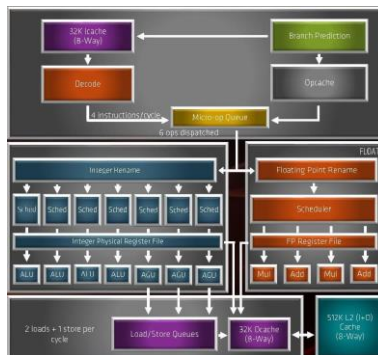 32K Icache
(8-Way)
Branch Prediction
Decode
Opcache
4 instructions/cycle
Micro-op Queue
6 ops dispatched
FLOAT
Integer Rename
Floating Point Rename
Sched
Sched
Sched
Sched
Sched
Sched
Sched
Scheduler
Integer Physical Register File
FP Register File
ALU
ALU
ALU
ALU
AGU
AGU
AGU
Mul
Add
Mul
Add
2 loads + 1 store per
cycle
Load/Store Queues
32K Dcache
(8-Way)
512K L2 (I+D)
Cache
(8-Way)